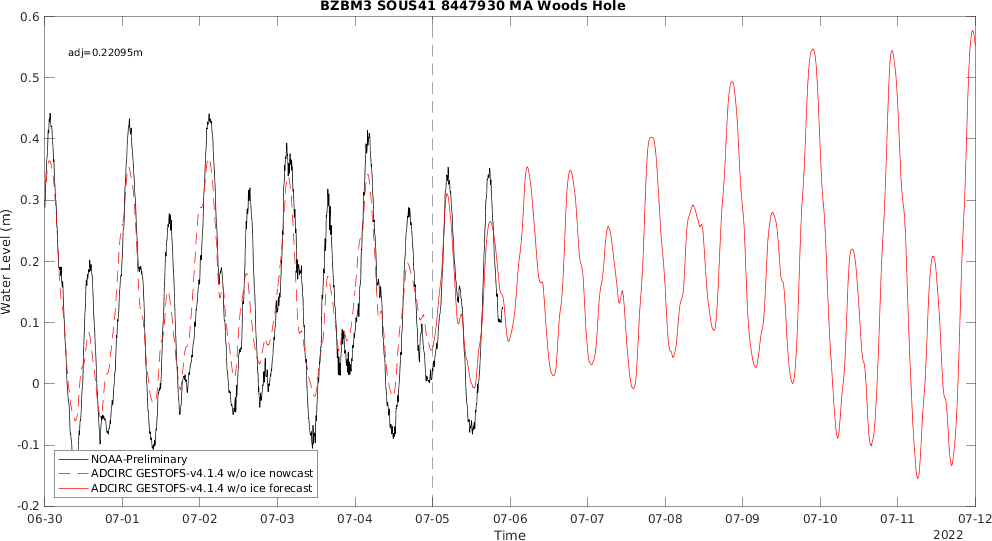 BZBM3 SOUS41 8447930 MA Woods Hole
adj=0.22095m
0.6
0.5
0.4
0.3
0.2
0.1
0
-0.1
-0.2
Water Level (m)
NOAA-Preliminary
ADCIRC GESTOFS-v4.1.4 w/o ice nowcast
ADCIRC GESTOFS-v4.1.4 w/o ice forecast
06-30 07-01 07-02 07-03 07-04 07-05 07-06 07-07 07-08 07-09 07-10 07-11 07-12
Time
2022